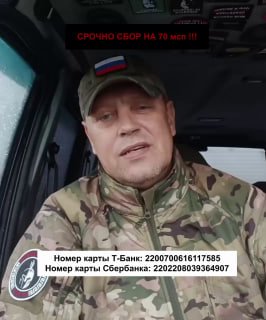 СРОЧНО СБОР НА 70 мсп !!!
Номер карты Т-Банк: 2200700616117585
Номер карты Сбербанка: 2202208039364907